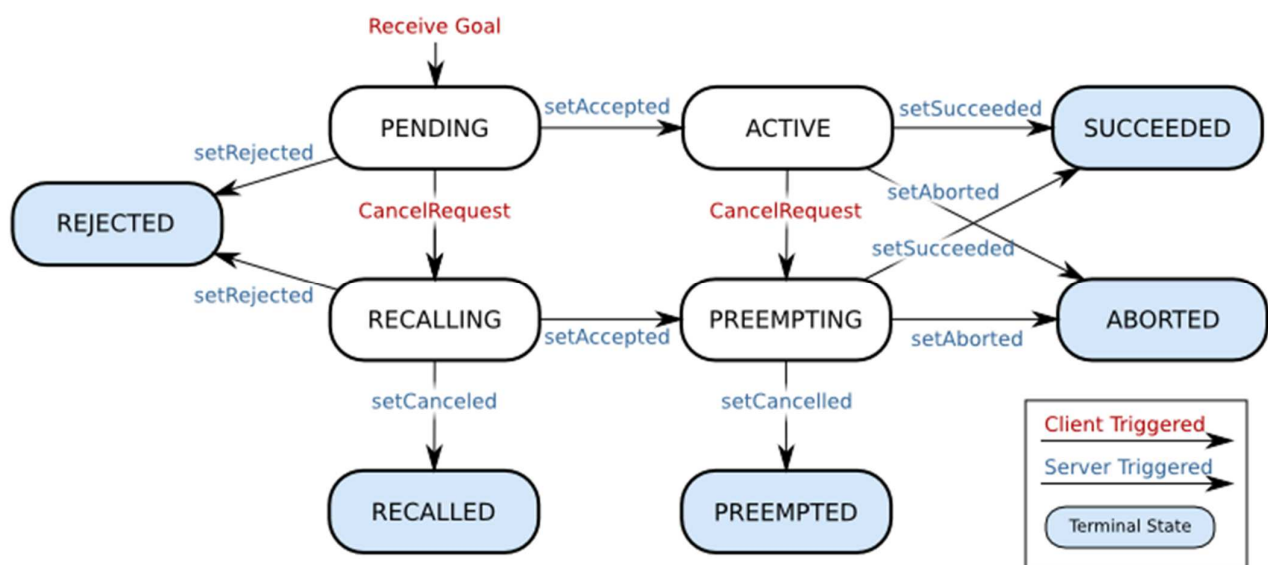 Receive Goal
PENDING
setAccepted
ACTIVE
setSucceeded
SUCCEEDED
setRejected
REJECTED
CancelRequest
CancelRequest
setAborted
setSucceeded
setRejected
RECALLING
setAccepted
PREEMPTING
setAborted
ABORTED
setCanceled
setCancelled
RECALLED
PREEMPTED
Client Triggered
Server Triggered
Terminal State